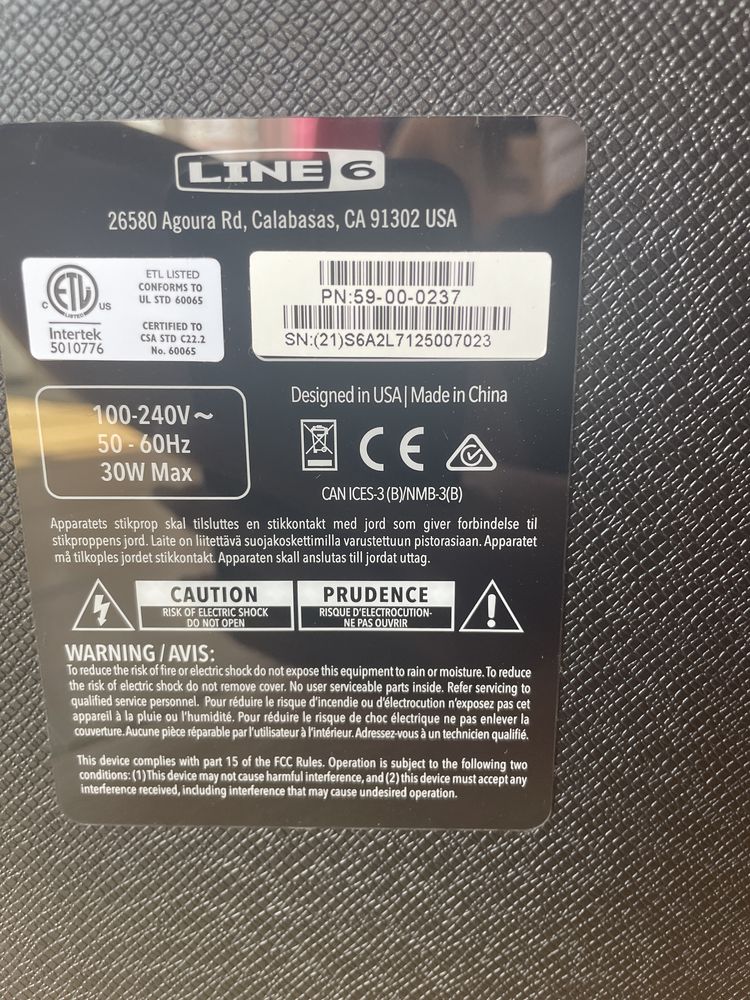 LINE 6
26580 Agoura Rd, Calabasas, CA 91302 USA
C ETL US
LISTED
Intertek
5010776
ETL LISTED
CONFORMS TO
UL STD 60065
CERTIFIED TO
CSA STD C22.2
No. 60065
PN:59-00-0237
SN:(21)S6A2L7125007023
100-240V~
50 - 60Hz
30W Max
Designed in USA | Made in China
CE
CAN ICES-3 (B)/NMB-3(B)
Apparatets stikprop skal tilsluttes en stikkontakt med jord som giver forbindelse til
stikproppens jord. Laite on liitettävä suojakoskettimilla varustettuun pistorasiaan. Apparatet
må tilkoples jordet stikkontakt. Apparaten skall anslutas till jordat uttag.
CAUTION
RISK OF ELECTRIC SHOCK
DO NOT OPEN
PRUDENCE
RISQUE D'ELECTROCUTION-
NE PAS OUVRIR
WARNING / AVIS:
To reduce the risk of fire or electric shock do not expose this equipment to rain or moisture. To reduce
the risk of electric shock do not remove cover. No user serviceable parts inside. Refer servicing to
qualified service personnel. Pour réduire le risque d'incendie ou d'électrocution n'exposez pas cet
appareil à la pluie ou l'humidité. Pour réduire le risque de choc électrique ne pas enlever la
couverture. Aucune pièce réparable par l'utilisateur à l'intérieur. Adressez-vous à un technicien qualifié.
This device complies with part 15 of the FCC Rules. Operation is subject to the following two
conditions: (1) This device may not cause harmful interference, and (2) this device must accept any
interference received, including interference that may cause undesired operation.